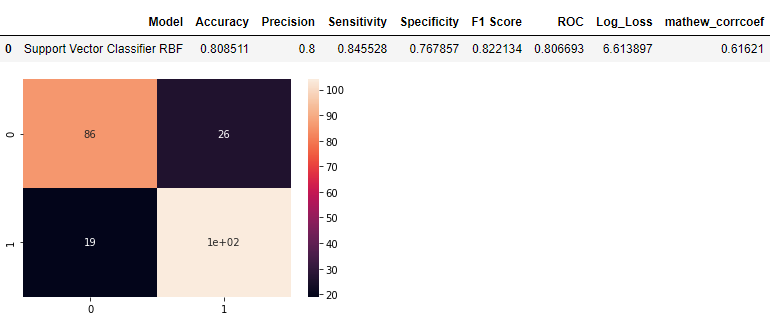 Model Accuracy Precision Sensitivity Specificity F1 Score ROC Log_Loss mathew_corrcoef
0 Support Vector Classifier RBF 0.808511 0.8 0.845528 0.767857 0.822134 0.806693 6.613897 0.61621
100
90
0 86 26
80
70
60
50
1 19 1e+02
40
30
20
0 1